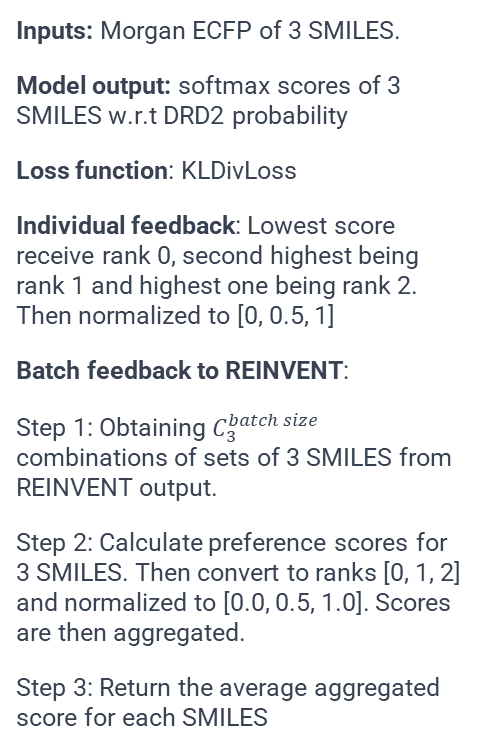 Inputs: Morgan ECFP of 3 SMILES.
Model output: softmax scores of 3
SMILES w.r.t DRD2 probability
Loss function: KLDivLoss
Individual feedback: Lowest score
receive rank 0, second highest being
rank 1 and highest one being rank 2.
Then normalized to [0, 0.5, 1]
Batch feedback to REINVENT:
Step 1: Obtaining C_3^{batch size}
combinations of sets of 3 SMILES from
REINVENT output.
Step 2: Calculate preference scores for
3 SMILES. Then convert to ranks [0, 1, 2]
and normalized to [0.0, 0.5, 1.0]. Scores
are then aggregated.
Step 3: Return the average aggregated
score for each SMILES